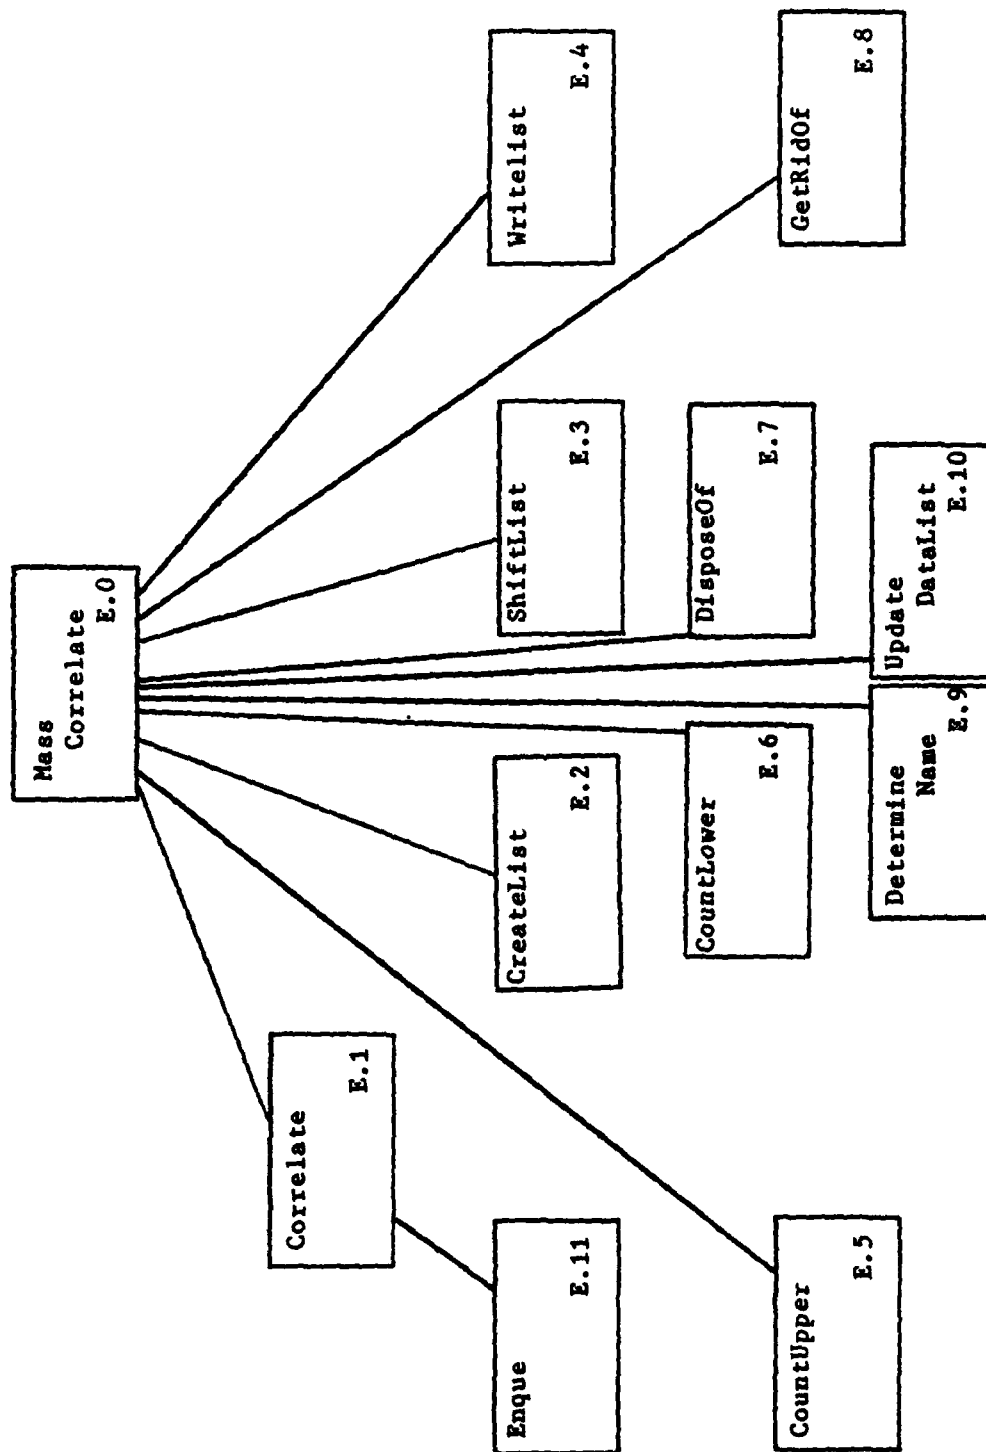 Mass
Correlate
E.0
Correlate
E.1
Enque
E.11
CreateList
E.2
ShiftList
E.3
Writelist
E.4
CountUpper
E.5
CountLower
E.6
DisposeOf
E.7
GetRidOf
E.8
Determine
Name
E.9
Update
DataList
E.10